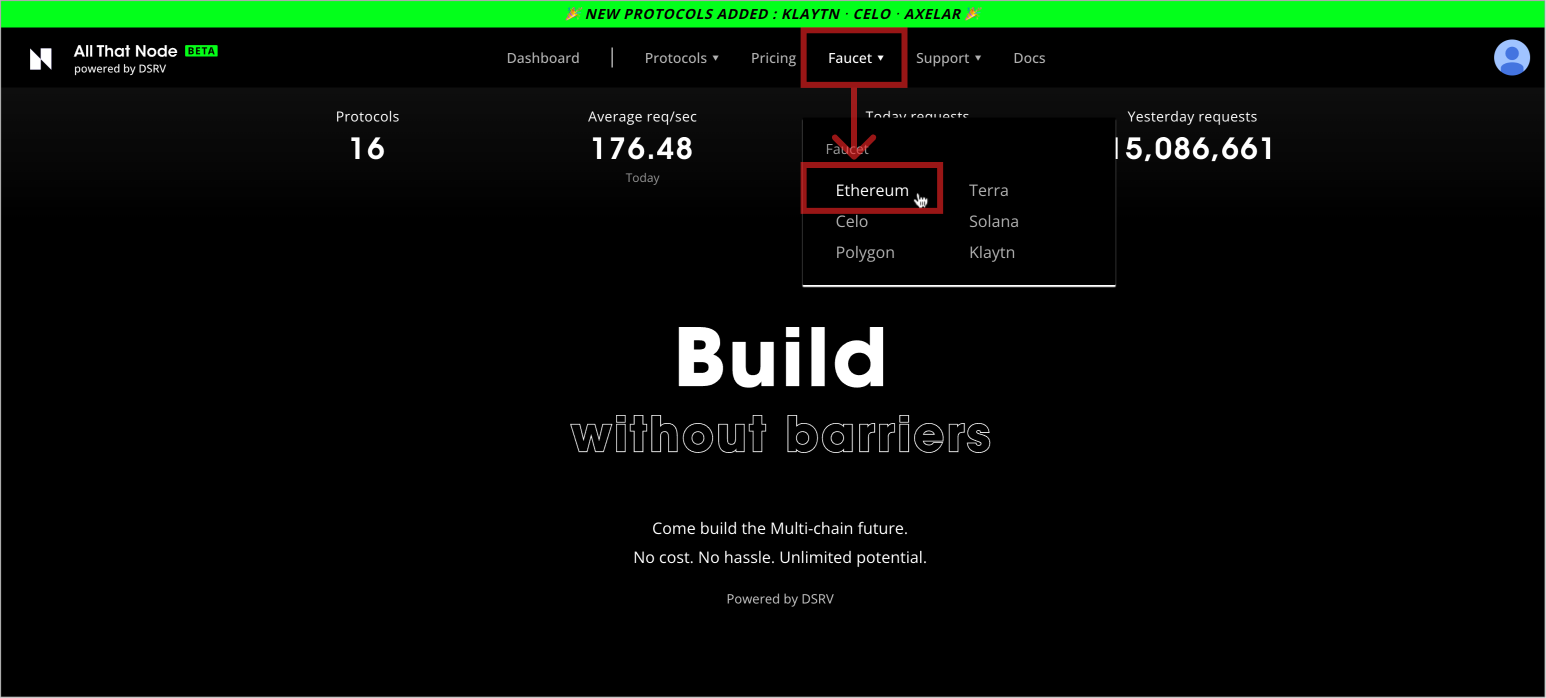 🎉 NEW PROTOCOLS ADDED : KLAYTN · CELO · AXELAR 🎉
All That Node BETA
powered by DSRV
Dashboard | Protocols ▾ Pricing Faucet ▾ Support ▾ Docs
Protocols
16
Average req/sec
176.48
Today
Today requests
Yesterday requests
15,086,661
Faucet
Ethereum Terra
Celo Solana
Polygon Klaytn
Build
without barriers
Come build the Multi-chain future.
No cost. No hassle. Unlimited potential.
Powered by DSRV